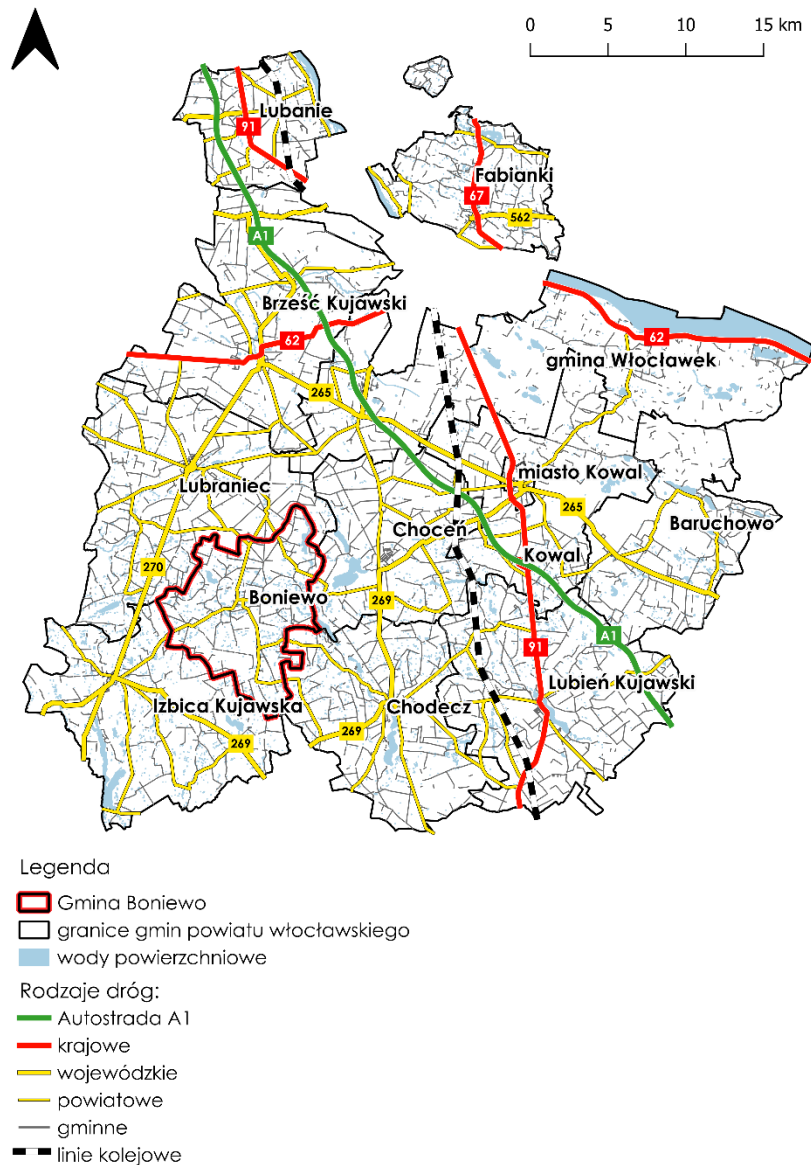 0 5 10 15 km
Lubanie
91
Fabianki
67
562
A1
Brześć Kujawski
62
62
gmina Włocławek
265
miasto Kowal
Lubraniec
265
Baruchowo
Choceń
Kowal
270
Boniewo
269
A1
91
Lubień Kujawski
Izbica Kujawska
Chodecz
269
269
Legenda
Gmina Boniewo
granice gmin powiatu włocławskiego
wody powierzchniowe
Rodzaje dróg:
Autostrada A1
krajowe
wojewódzkie
powiatowe
gminne
linie kolejowe